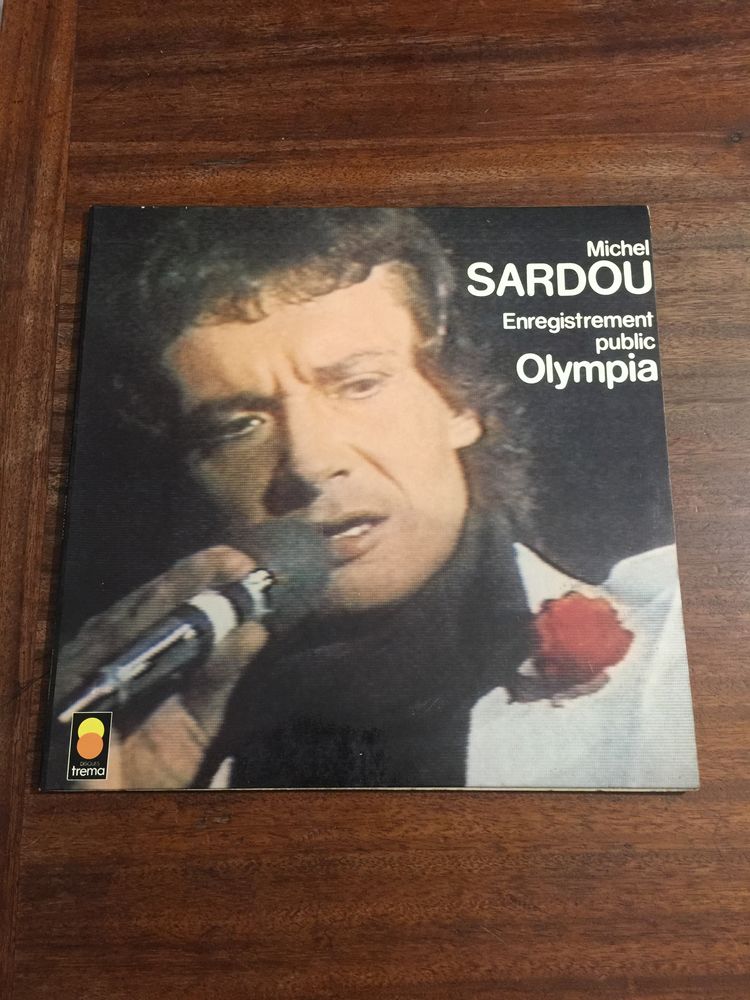 Michel
SARDOU
Enregistrement
public
Olympia
DISQUES
trema